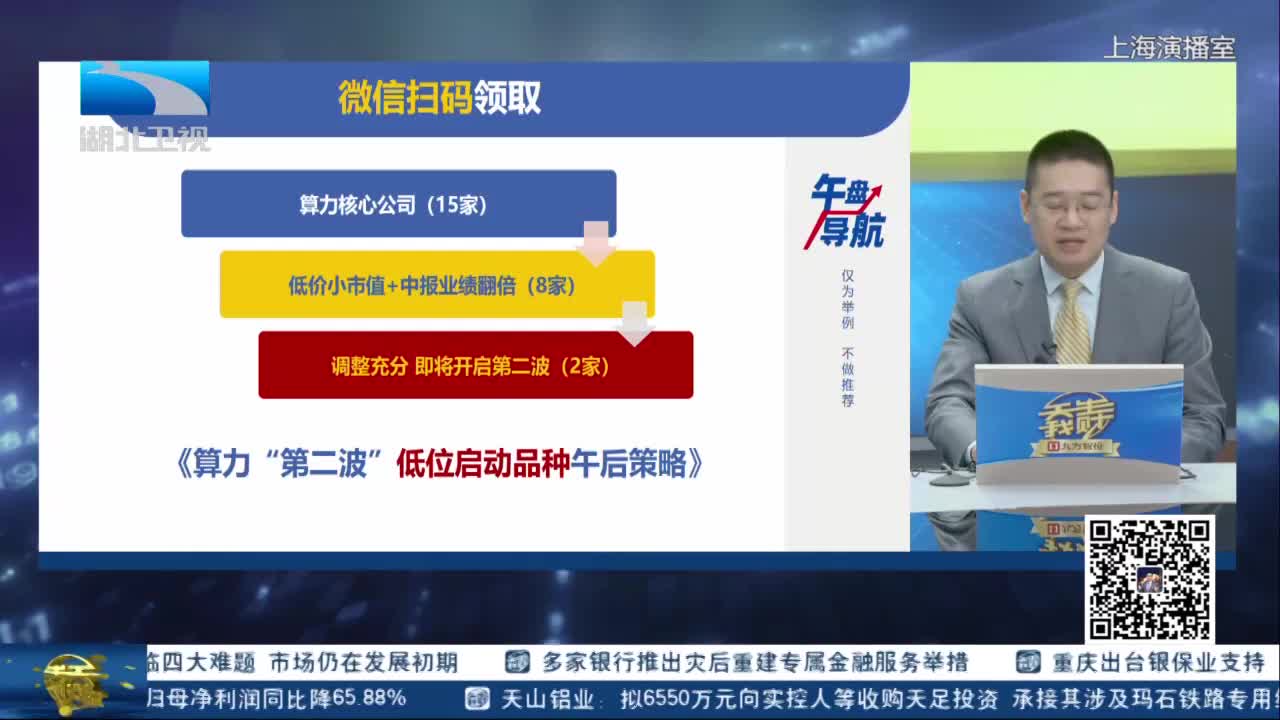 上海演播室
湖北卫视
微信扫码领取
算力核心公司（15家）
低价小市值+中报业绩翻倍（8家）
调整充分 即将开启第二波（2家）
《算力“第二波”低位启动品种午后策略》
午盘
导航
仅为举例 不做推荐
天生
我财
九方智投
四大难题 市场仍在发展初期 多家银行推出灾后重建专属金融服务举措 重庆出台银保业支持
归母净利润同比降65.88% 天山铝业：拟6550万元向实控人等收购天足投资 承接其涉及玛石铁路专用